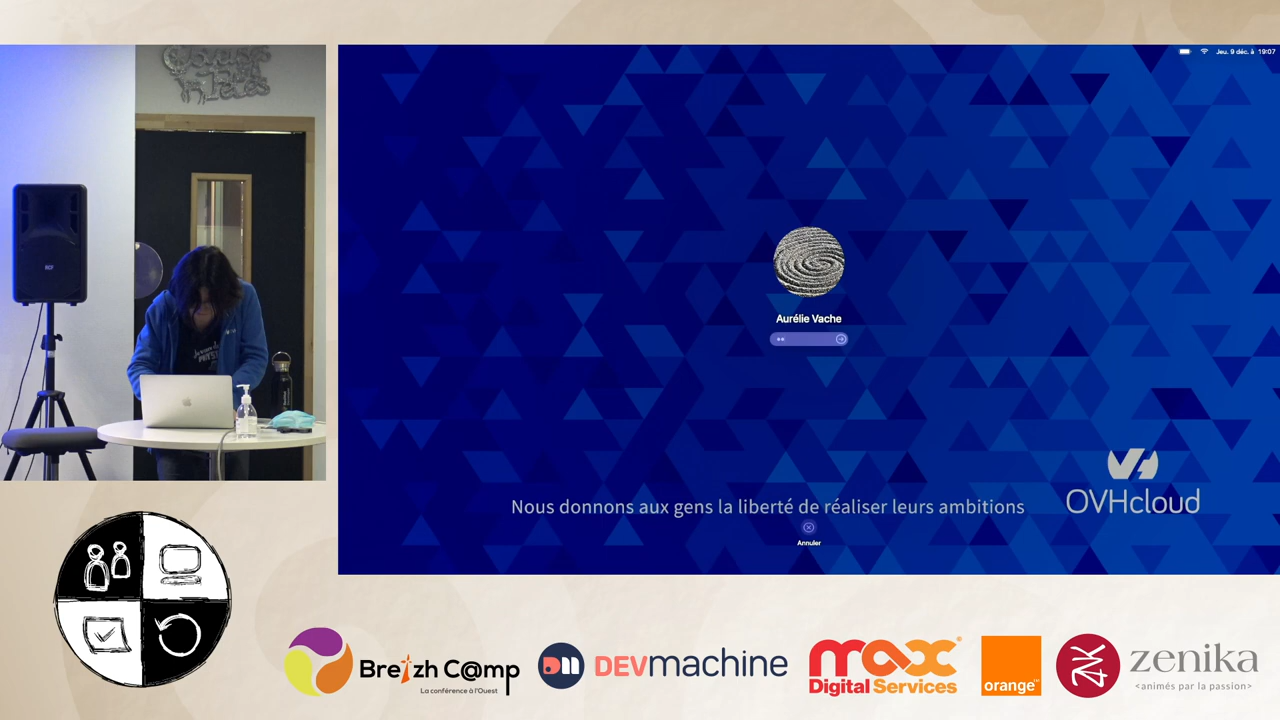 Jeu. 9 déc. à 19:07
Aurélie Vache
Nous donnons aux gens la liberté de réaliser leurs ambitions
OVHcloud
Annuler
Breizh C@mp
La conférence à l'Ouest
DEVmachine
max
Digital Services
orange
zenika
<animés par la passion>